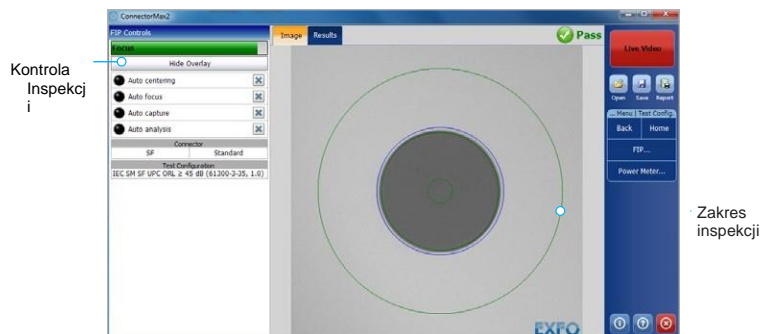 ConnectorMax2
FIP Controls
Focus
Hide Overlay
Auto centering
Auto focus
Auto capture
Auto analysis
Connector
SF Standard
Test Configuration
IEC SM SF UPC ORL ≥ 45 dB (61300-3-35, 1.0)
Image Results
Pass
EXFO
Live Video
Open Save Report
... Menu | Test Config.
Back Home
FIP...
Power Meter...
Kontrola
Inspekcj
i
Zakres
inspekcji